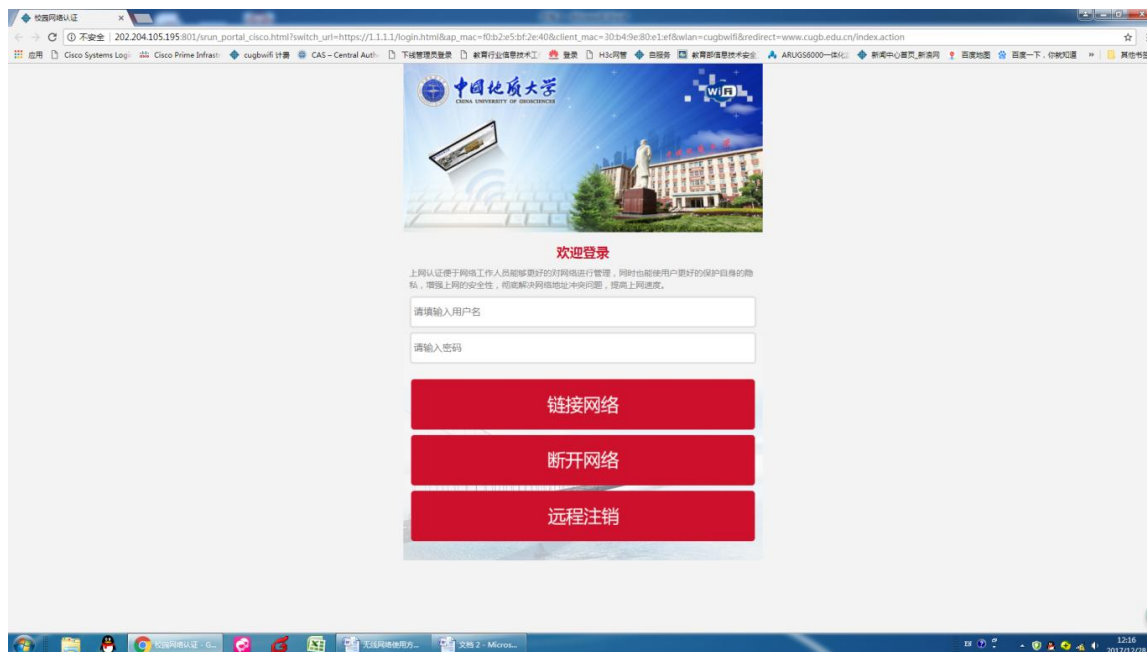 校园网络认证
不安全 | 202.204.105.195:801/srun_portal_cisco.html?switch_url=https://1.1.1.1/login.html&ap_mac=f0:b2:e5:bf:2e:40&client_mac=30:b4:9e:80:e1:ef&wlan=cugbwifi&redirect=www.cugb.edu.cn/index.action
应用 Cisco Systems Logi Cisco Prime Infrast cugbwifi 计费 CAS – Central Auth 下线管理员登录 教育行业信息技术工 登录 H3c网管 自服务 教育部信息技术安全 ARUGS6000一体化 新闻中心首页_新浪网 百度地图 百度一下,你就知道 » 其他书签
中国地质大学
CHINA UNIVERSITY OF GEOSCIENCES
WiFi
欢迎登录
上网认证便于网络工作人员能够更好的对网络进行管理,同时也能使用户更好的保护自身的隐
私,增强上网的安全性,彻底解决网络地址冲突问题,提高上网速度。
请填输入用户名
请输入密码
链接网络
断开网络
远程注销
校园网络认证 - G...
无线网络使用方...
文档 2 - Micros...
12:16